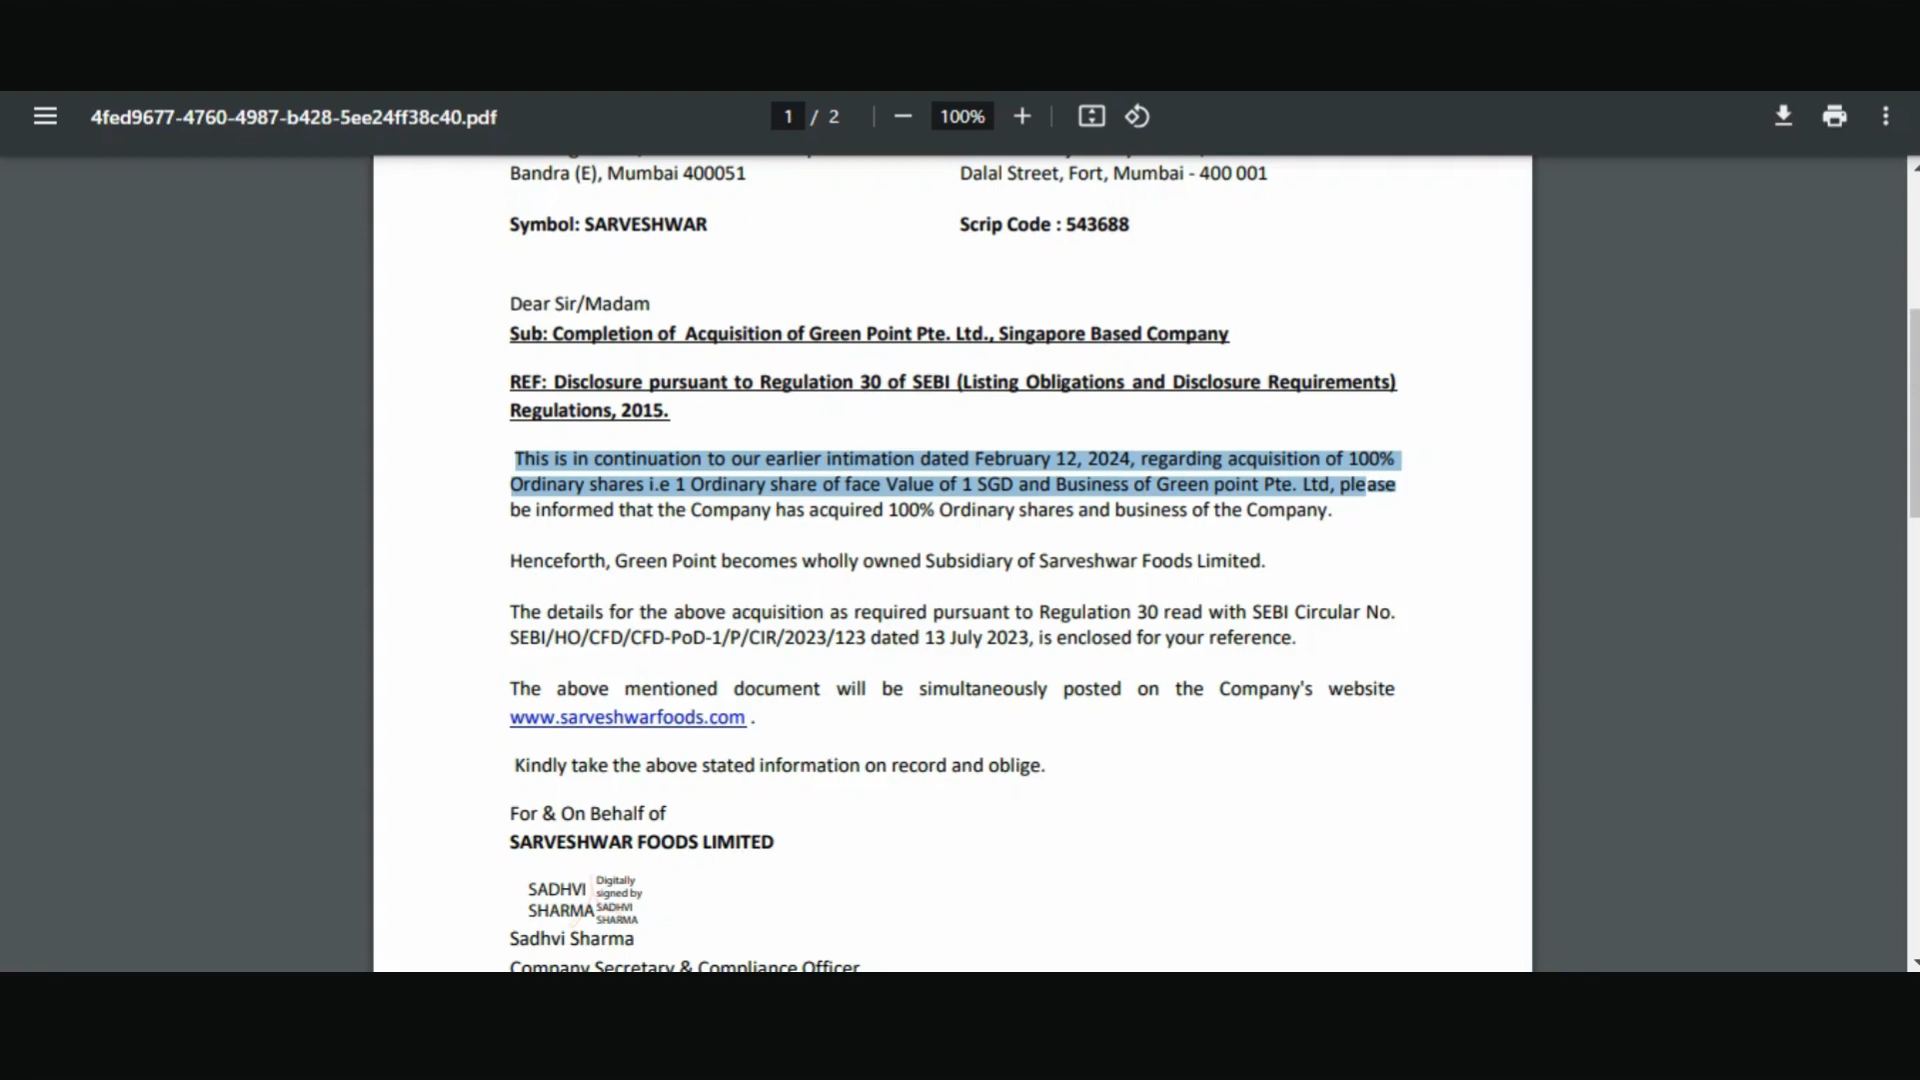 4fed9677-4760-4987-b428-5ee24ff38c40.pdf
1 / 2
100%
Bandra (E), Mumbai 400051
Dalal Street, Fort, Mumbai - 400 001
Symbol: SARVESHWAR
Scrip Code : 543688
Dear Sir/Madam
Sub: Completion of Acquisition of Green Point Pte. Ltd., Singapore Based Company
REF: Disclosure pursuant to Regulation 30 of SEBI (Listing Obligations and Disclosure Requirements)
Regulations, 2015.
This is in continuation to our earlier intimation dated February 12, 2024, regarding acquisition of 100%
Ordinary shares i.e 1 Ordinary share of face Value of 1 SGD and Business of Green point Pte. Ltd, please
be informed that the Company has acquired 100% Ordinary shares and business of the Company.
Henceforth, Green Point becomes wholly owned Subsidiary of Sarveshwar Foods Limited.
The details for the above acquisition as required pursuant to Regulation 30 read with SEBI Circular No.
SEBI/HO/CFD/CFD-PoD-1/P/CIR/2023/123 dated 13 July 2023, is enclosed for your reference.
The above mentioned document will be simultaneously posted on the Company's website
www.sarveshwarfoods.com .
Kindly take the above stated information on record and oblige.
For & On Behalf of
SARVESHWAR FOODS LIMITED
SADHVI
SHARMA
Digitally
signed by
SADHVI
SHARMA
Sadhvi Sharma
Company Secretary & Compliance Officer